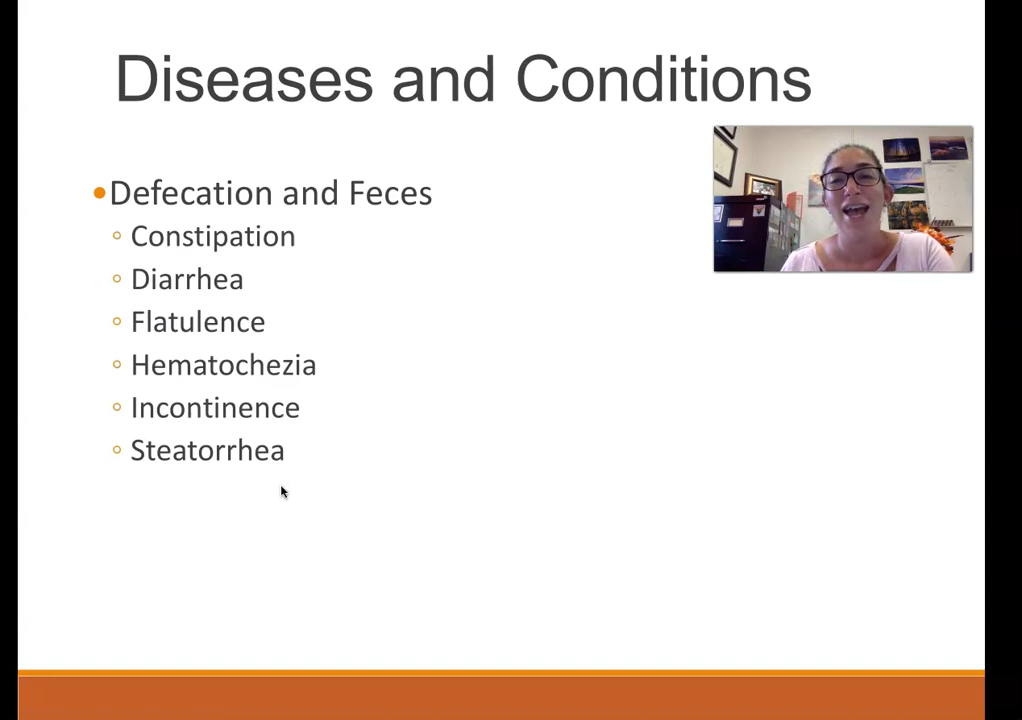 Diseases and Conditions
•Defecation and Feces
◦ Constipation
◦ Diarrhea
◦ Flatulence
◦ Hematochezia
◦ Incontinence
◦ Steatorrhea